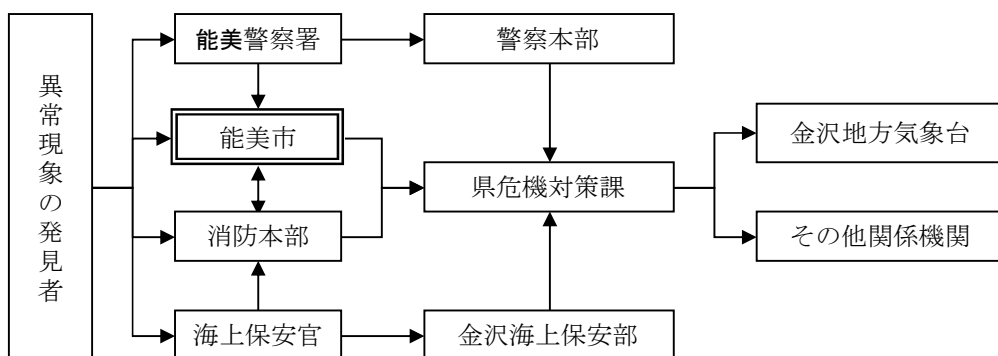 異常現象の発見者
能美警察署
警察本部
能美市
金沢地方気象台
県危機対策課
消防本部
その他関係機関
海上保安官
金沢海上保安部